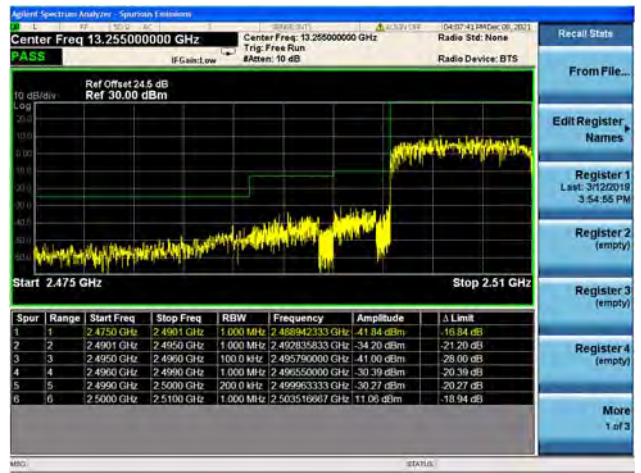 Agilent Spectrum Analyzer - Spurious Emissions
Center Freq 13.255000000 GHz
PASS
IFGain:Low
Center Freq: 13.255000000 GHz
Trig: Free Run
#Atten: 10 dB
04:07:41 PM Dec 08, 2021
Radio Std: None
Radio Device: BTS
Ref Offset 24.5 dB
10 dB/div Ref 30.00 dBm
Log
Start 2.475 GHz Stop 2.51 GHz
Spur Range Start Freq Stop Freq RBW Frequency Amplitude Δ Limit
1 1 2.4750 GHz 2.4901 GHz 1.000 MHz 2.488942333 GHz -41.84 dBm -16.84 dB
2 2 2.4901 GHz 2.4950 GHz 1.000 MHz 2.492835833 GHz -34.20 dBm -21.20 dB
3 3 2.4950 GHz 2.4960 GHz 100.0 kHz 2.495790000 GHz -41.00 dBm -28.00 dB
4 4 2.4960 GHz 2.4990 GHz 1.000 MHz 2.496550000 GHz -30.39 dBm -20.39 dB
5 5 2.4990 GHz 2.5000 GHz 200.0 kHz 2.499963333 GHz -30.27 dBm -20.27 dB
6 6 2.5000 GHz 2.5100 GHz 1.000 MHz 2.503516667 GHz 11.06 dBm -18.94 dB
MSG STATUS
Recall State
From File...
Edit Register
Names
Register 1
Last: 3/12/2019
3:54:55 PM
Register 2
(empty)
Register 3
(empty)
Register 4
(empty)
More
1 of 3